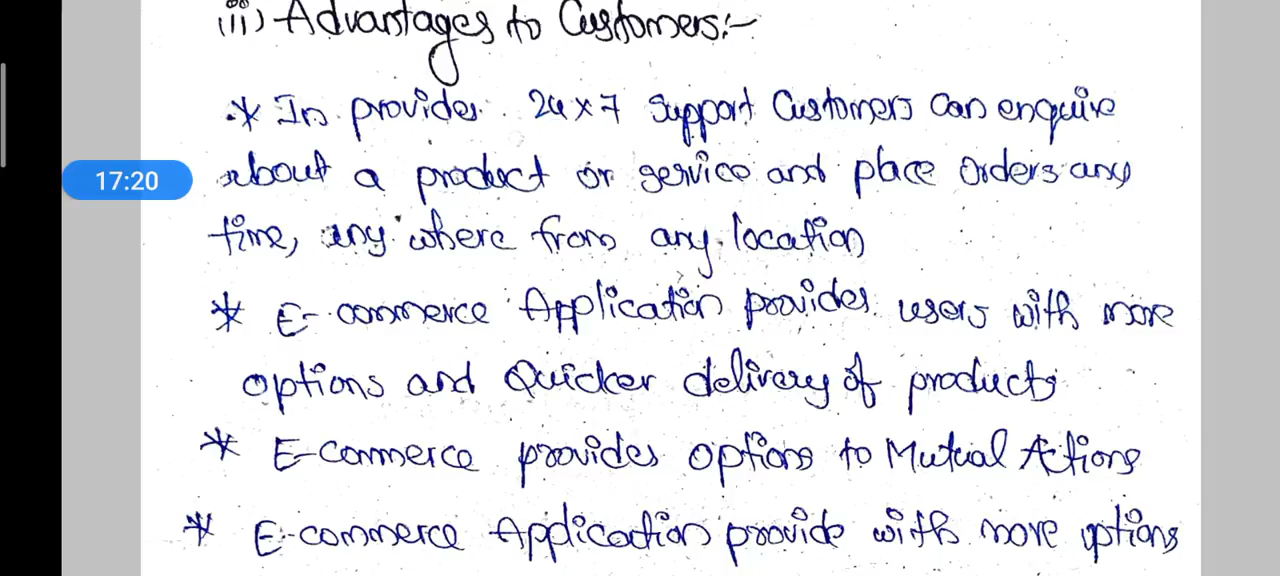 iii) Advantages to Customers:-
* In provides 24x7 support Customers can enquire
17:20
about a product or service and place orders any
time, any where from any location
* E-commerce Application provides users with more
options and Quicker delivery of products
* E-commerce provides options to Mutual Actions
* E-commerce Application provide with more options